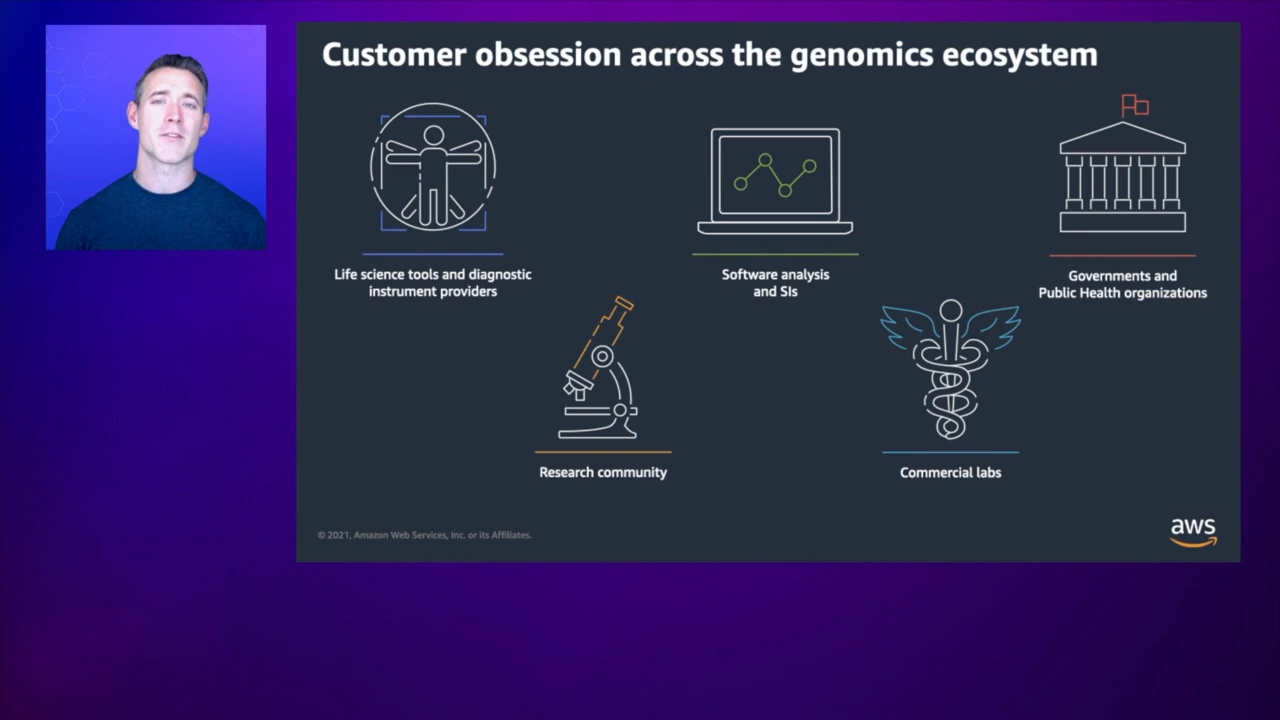 Customer obsession across the genomics ecosystem
Life science tools and diagnostic
instrument providers
Software analysis
and SIs
Governments and
Public Health organizations
Research community
Commercial labs
© 2021, Amazon Web Services, Inc. or its Affiliates.
aws